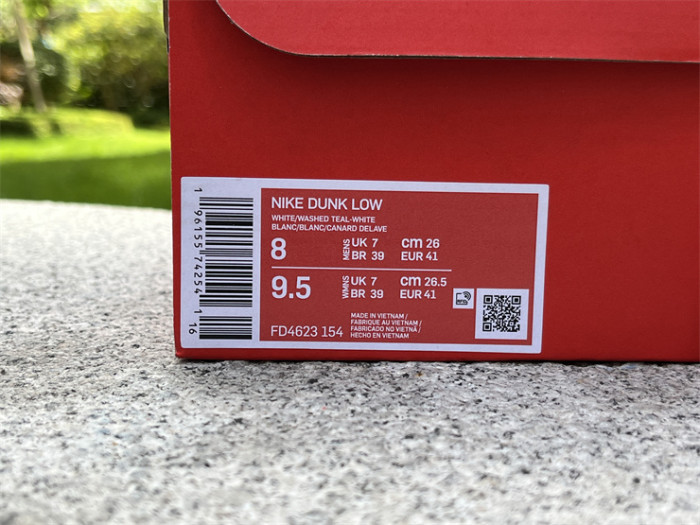 NIKE DUNK LOW
WHITE/WASHED TEAL-WHITE
BLANC/BLANC/CANARD DELAVE
8 MENS UK 7 cm 26
BR 39 EUR 41
9.5 WMNS UK 7 cm 26.5
BR 39 EUR 41
FD4623 154
MADE IN VIETNAM /
FABRIQUE AU VIETNAM /
FABRICADO NO VIETNÃ /
HECHO EN VIETNAM
1 96155 74254 1 16